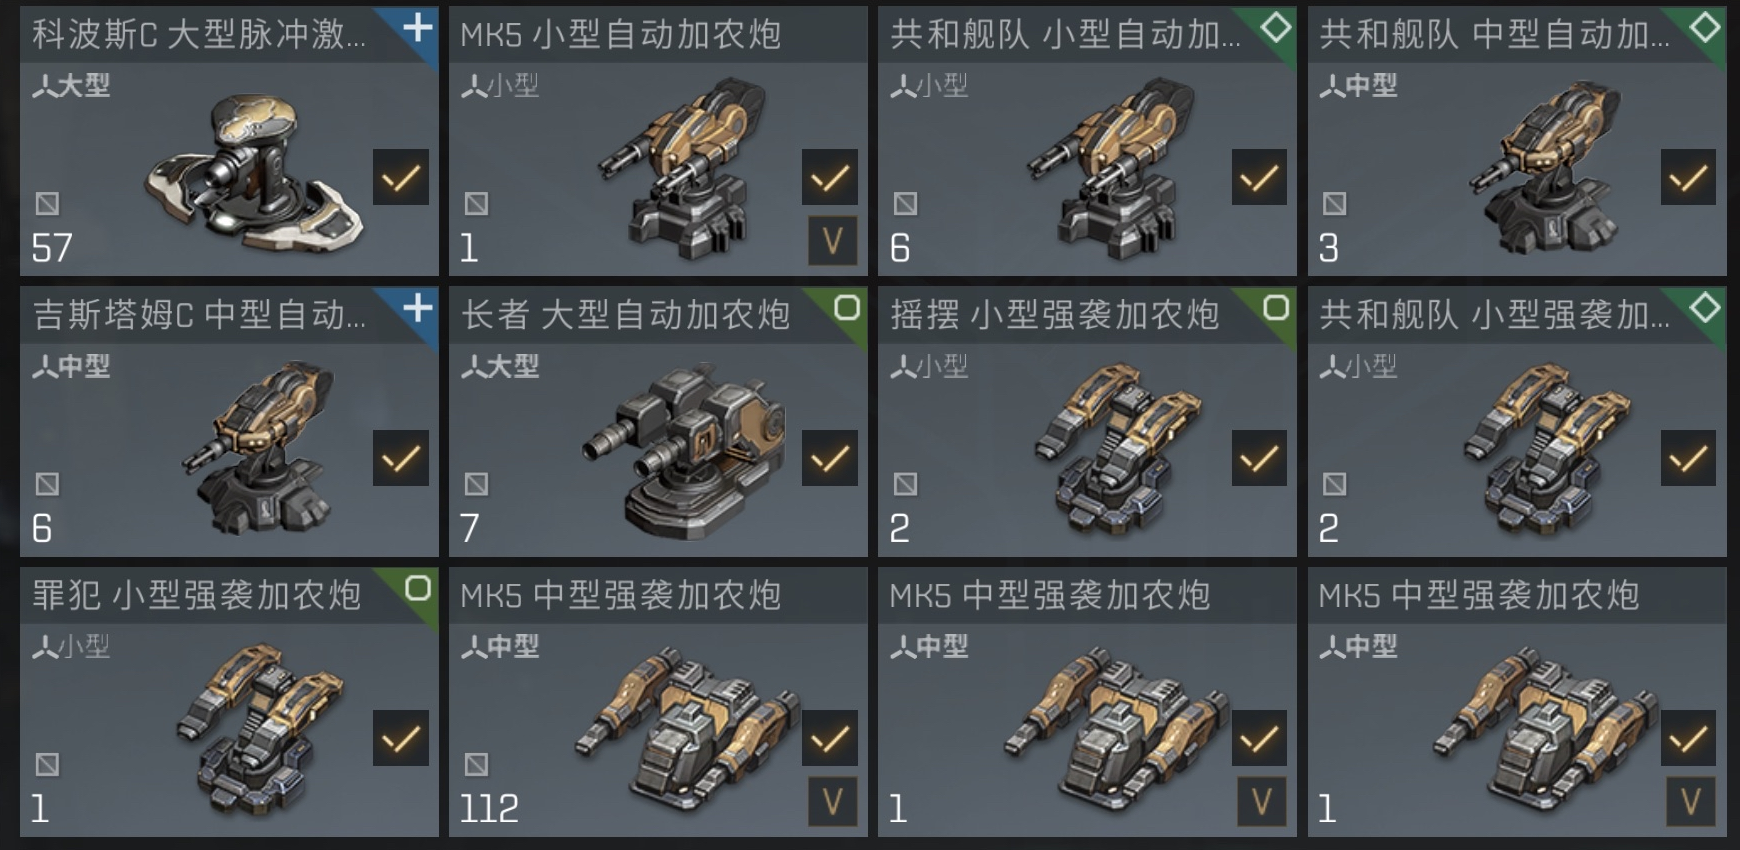 科波斯C 大型脉冲激...
大型
57
MK5 小型自动加农炮
小型
1
V
共和舰队 小型自动加...
小型
6
共和舰队 中型自动加...
中型
3
吉斯塔姆C 中型自动...
中型
6
长者 大型自动加农炮
大型
7
摇摆 小型强袭加农炮
小型
2
共和舰队 小型强袭加...
小型
2
罪犯 小型强袭加农炮
小型
1
MK5 中型强袭加农炮
中型
112
V
MK5 中型强袭加农炮
中型
1
V
MK5 中型强袭加农炮
中型
1
V